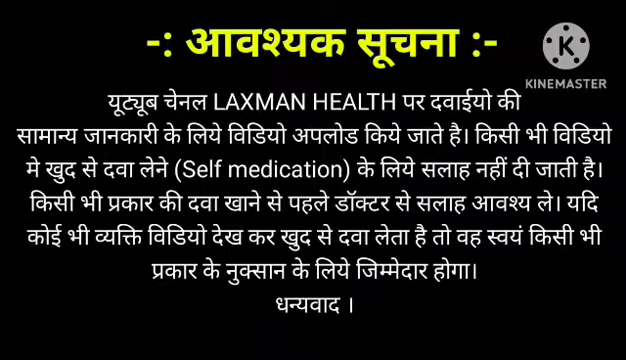 -: आवश्यक सूचना :-
KINEMASTER
यूट्यूब चेनल LAXMAN HEALTH पर दवाईयो की
सामान्य जानकारी के लिये विडियो अपलोड किये जाते है। किसी भी विडियो
मे खुद से दवा लेने (Self medication) के लिये सलाह नहीं दी जाती है।
किसी भी प्रकार की दवा खाने से पहले डॉक्टर से सलाह आवश्य ले। यदि
कोई भी व्यक्ति विडियो देख कर खुद से दवा लेता है तो वह स्वयं किसी भी
प्रकार के नुक्सान के लिये जिम्मेदार होगा।
धन्यवाद ।